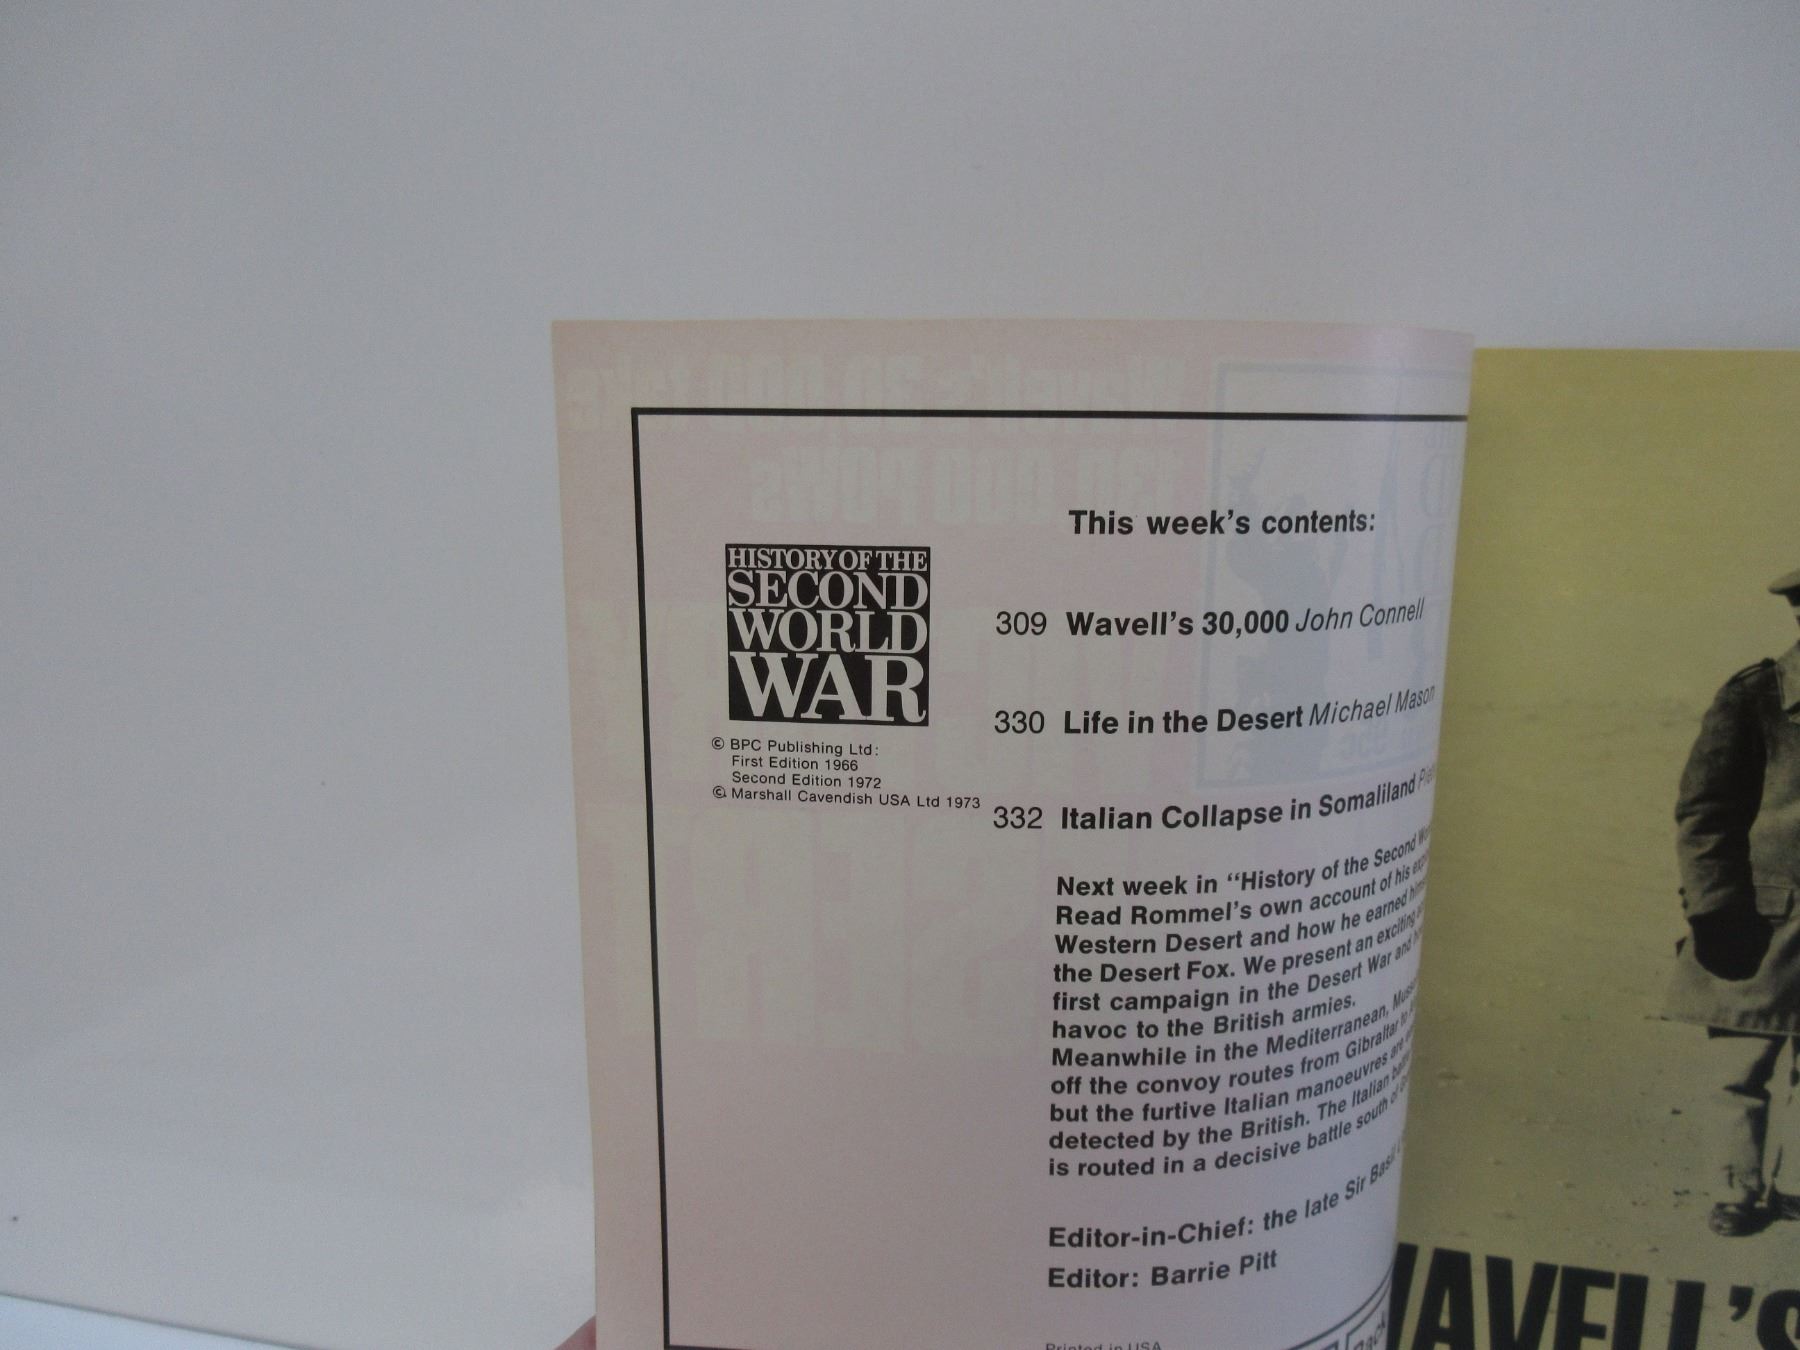 This week's contents:
HISTORY OF THE
SECOND
WORLD
WAR
© BPC Publishing Ltd:
First Edition 1966
Second Edition 1972
© Marshall Cavendish USA Ltd 1973
309 Wavell's 30,000 John Connell
330 Life in the Desert Michael Mason
332 Italian Collapse in Somaliland
Next week in “History of the Second
Read Rommel's own account of his
Western Desert and how he earned
the Desert Fox. We present an exciting
first campaign in the Desert War and
havoc to the British armies.
Meanwhile in the Mediterranean,
off the convoy routes from Gibraltar to
but the furtive Italian manoeuvres are
detected by the British. The Italian
is routed in a decisive battle south of
Editor-in-Chief: the late Sir Basil
Editor: Barrie Pitt
Printed in USA
WAVELL'S